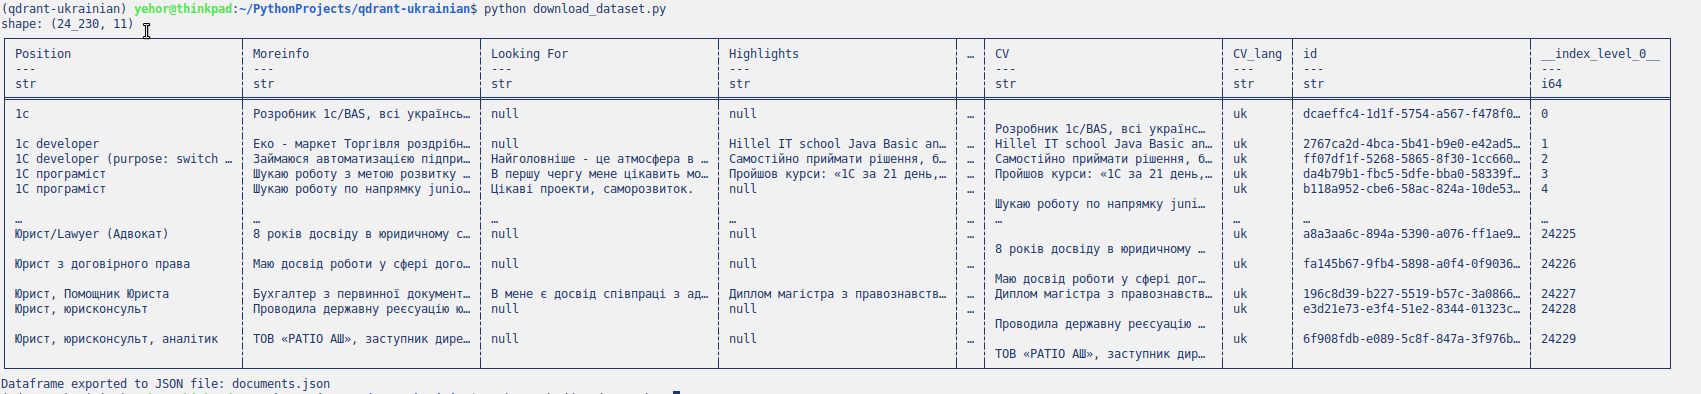 (qdrant-ukrainian) yehor@thinkpad:~/PythonProjects/qdrant-ukrainian$ python download_dataset.py
shape: (24_230, 11)
Position Moreinfo Looking For Highlights … CV CV_lang id __index_level_0__
--- --- --- --- --- --- --- ---
str str str str str str str i64
1c Розробник 1c/BAS, всі українсь… null null … uk dcaeffc4-1d1f-5754-a567-f478f0… 0
Розробник 1c/BAS, всі українс…
1c developer Еко - маркет Торгівля роздрібн… null Hillel IT school Java Basic an… … Hillel IT school Java Basic an… uk 2767ca2d-4bca-5b41-b9e0-e42ad5… 1
1C developer (purpose: switch … Займаюся автоматизацією підпри… Найголовніше - це атмосфера в … Самостійно приймати рішення, б… … Самостійно приймати рішення, б… uk ff07df1f-5268-5865-8f30-1cc660… 2
1C програміст Шукаю роботу з метою розвитку … В першу чергу мене цікавить мо… Пройшов курси: «1С за 21 день,… … Пройшов курси: «1С за 21 день,… uk da4b79b1-fbc5-5dfe-bba0-58339f… 3
1C програміст Шукаю роботу по напрямку junio… Цікаві проекти, саморозвиток. null … uk b118a952-cbe6-58ac-824a-10de53… 4
Шукаю роботу по напрямку juni…
… … … … … … … … …
Юрист/Lawyer (Адвокат) 8 років досвіду в юридичному с… null null … uk a8a3aa6c-894a-5390-a076-ff1ae9… 24225
8 років досвіду в юридичному …
Юрист з договірного права Маю досвід роботи у сфері дого… null null … uk fa145b67-9fb4-5898-a0f4-0f9036… 24226
Маю досвід роботи у сфері дог…
Юрист, Помощник Юриста Бухгалтер з первинної документ… В мене є досвід співпраці з ад… Диплом магістра з правознавств… … Диплом магістра з правознавств… uk 196c8d39-b227-5519-b57c-3a0866… 24227
Юрист, юрисконсульт Проводила державну реєсуацію ю… null null … uk e3d21e73-e3f4-51e2-8344-01323c… 24228
Проводила державну реєсуацію …
Юрист, юрисконсульт, аналітик ТОВ «РАТІО АШ», заступник дире… null null … uk 6f908fdb-e089-5c8f-847a-3f976b… 24229
ТОВ «РАТІО АШ», заступник дир…
Dataframe exported to JSON file: documents.json